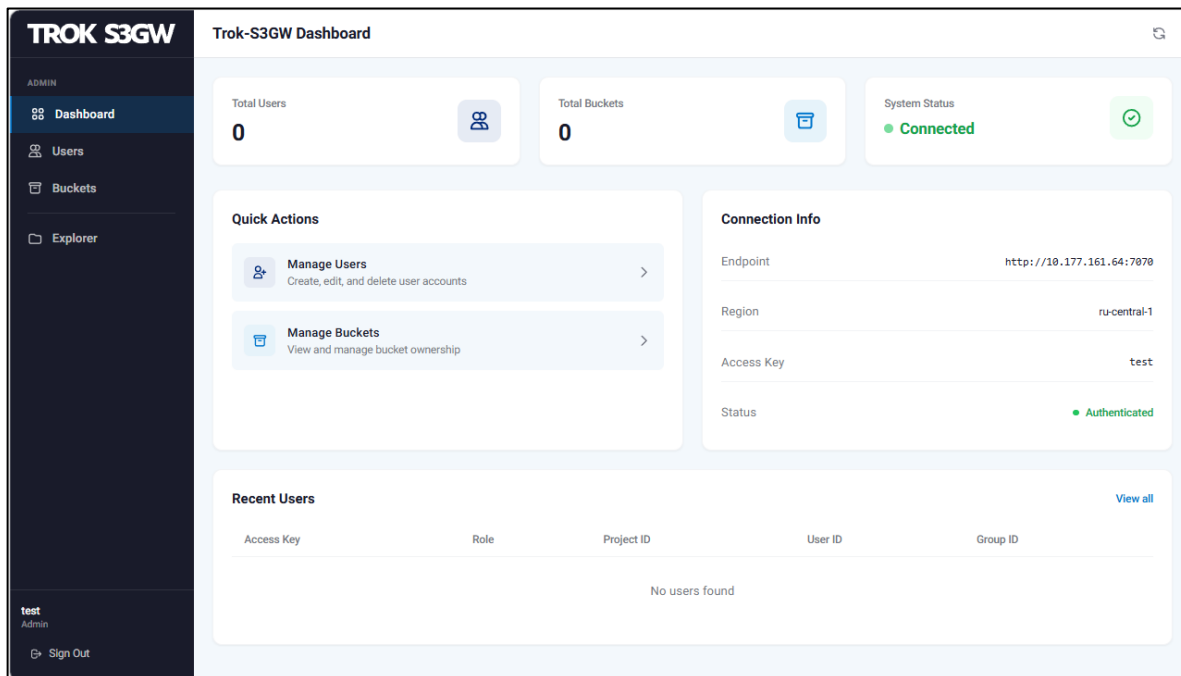 TROK S3GW
Trok-S3GW Dashboard
ADMIN
Dashboard
Users
Buckets
Explorer
Total Users
0
Total Buckets
0
System Status
Connected
Quick Actions
Manage Users
Create, edit, and delete user accounts
Manage Buckets
View and manage bucket ownership
Connection Info
Endpoint http://10.177.161.64:7070
Region ru-central-1
Access Key test
Status Authenticated
Recent Users View all
Access Key Role Project ID User ID Group ID
No users found
test
Admin
Sign Out